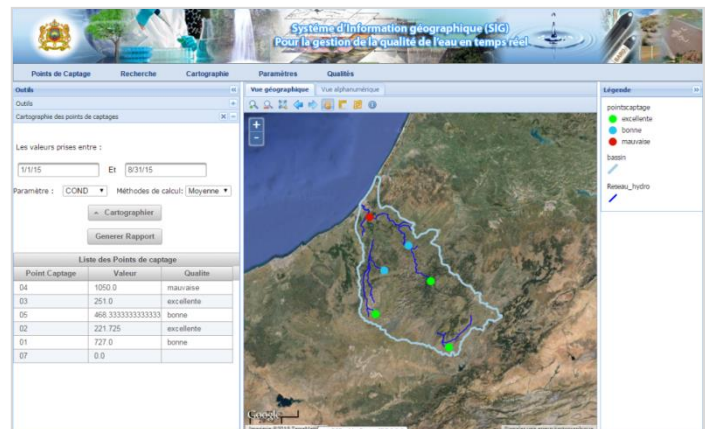 Système d'Information géographique (SIG)
Pour la gestion de la qualité de l'eau en temps réel
Points de Captage Recherche Cartographie Paramètres Qualités
Outils
Outils
Cartographie des points de captages
Les valeurs prises entre :
1/1/15 Et 8/31/15
Paramètre : COND Méthodes de calcul: Moyenne
Cartographier
Generer Rapport
Liste des Points de captage
Point Captage Valeur Qualite
04 1050.0 mauvaise
03 251.0 excellente
05 468.3333333333333 bonne
02 221.725 excellente
01 727.0 bonne
07 0.0
Vue géographique Vue alphanumérique
+
-
Google
Légende
pointscaptage
excellente
bonne
mauvaise
bassin
Reseau_hydro